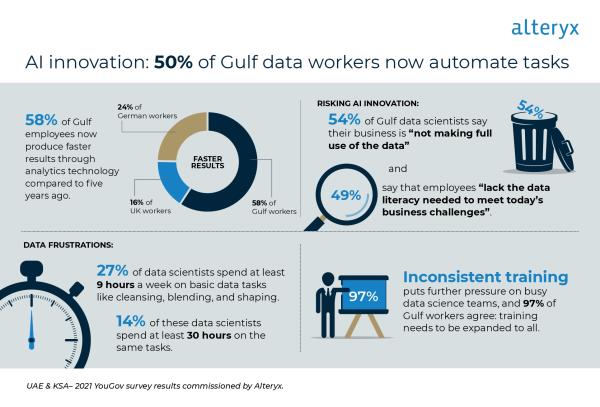 alteryx
AI innovation: 50% of Gulf data workers now automate tasks
58% of Gulf
employees now
produce faster
results through
analytics technology
compared to five
years ago.
24% of
German workers
FASTER
RESULTS
16% of
UK workers
58% of
Gulf workers
RISKING AI INNOVATION:
54% of Gulf data scientists say
their business is “not making full
use of the data”
54%
and
49%
say that employees “lack the data
literacy needed to meet today’s
business challenges”.
DATA FRUSTRATIONS:
27% of data scientists spend at least
9 hours a week on basic data tasks
like cleansing, blending, and shaping.
14% of these data scientists
spend at least 30 hours on the
same tasks.
97%
Inconsistent training
puts further pressure on busy
data science teams, and 97% of
Gulf workers agree: training
needs to be expanded to all.
UAE & KSA– 2021 YouGov survey results commissioned by Alteryx.